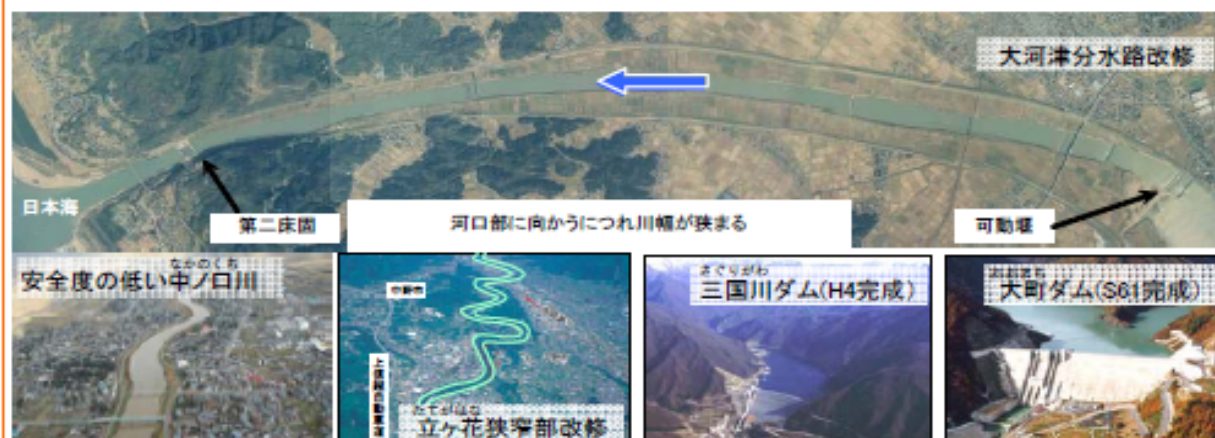 大河津分水路改修
日本海
第二床固
河口部に向かうにつれ川幅が狭まる
可動堰
なかのくち
安全度の低い中ノ口川
中野市
たてがはな
立ヶ花狭窄部改修
さぐりがわ
三国川ダム(H4完成)
おおまち
大町ダム(S61完成)